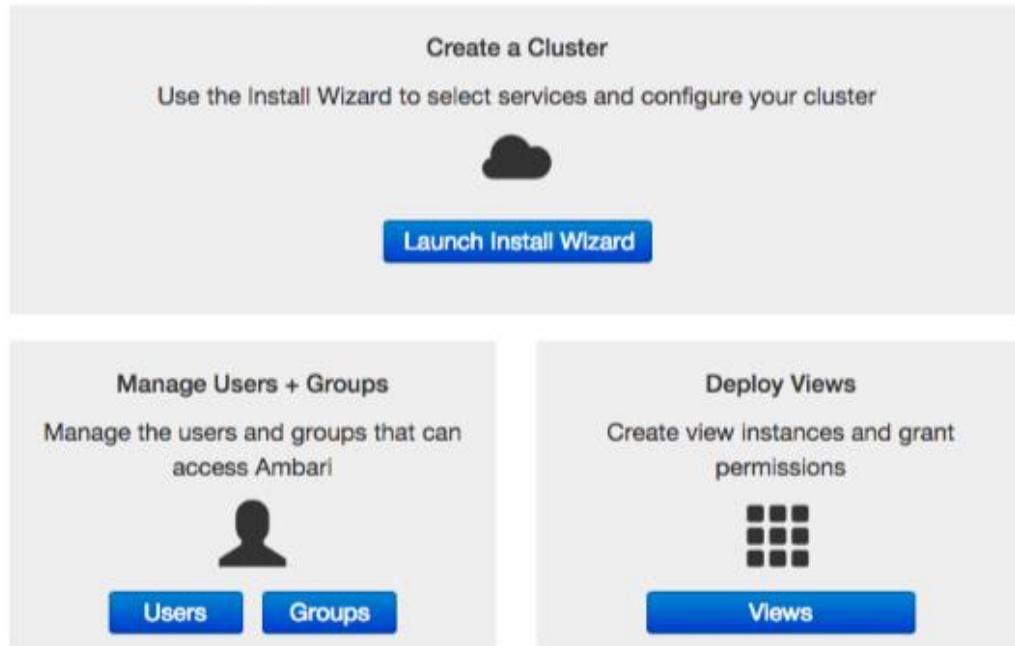 Create a Cluster
Use the Install Wizard to select services and configure your cluster
Launch Install Wizard
Manage Users + Groups
Manage the users and groups that can
access Ambari
Users Groups
Deploy Views
Create view instances and grant
permissions
Views